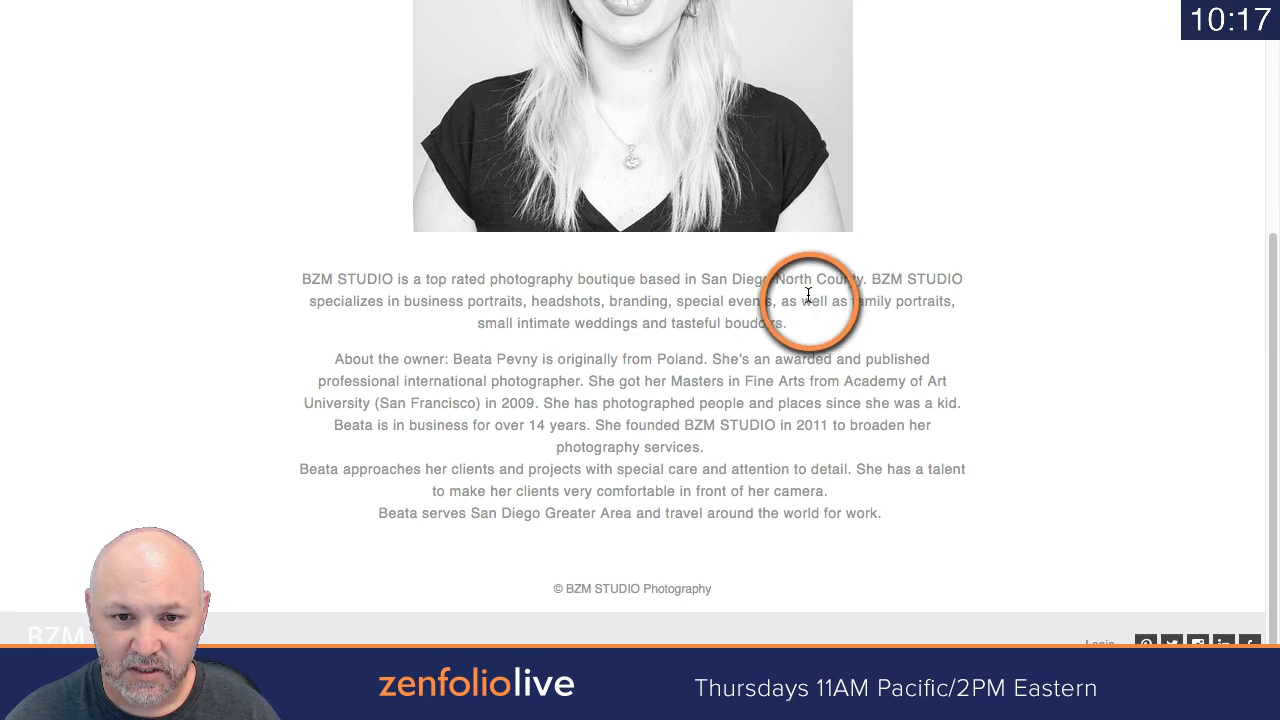 10:17
BZM STUDIO is a top rated photography boutique based in San Diego North County. BZM STUDIO
specializes in business portraits, headshots, branding, special events, as well as family portraits,
small intimate weddings and tasteful boudoirs.
About the owner: Beata Pevny is originally from Poland. She's an awarded and published
professional international photographer. She got her Masters in Fine Arts from Academy of Art
University (San Francisco) in 2009. She has photographed people and places since she was a kid.
Beata is in business for over 14 years. She founded BZM STUDIO in 2011 to broaden her
photography services.
Beata approaches her clients and projects with special care and attention to detail. She has a talent
to make her clients very comfortable in front of her camera.
Beata serves San Diego Greater Area and travel around the world for work.
© BZM STUDIO Photography
BZM
Login
zenfoliolive
Thursdays 11AM Pacific/2PM Eastern